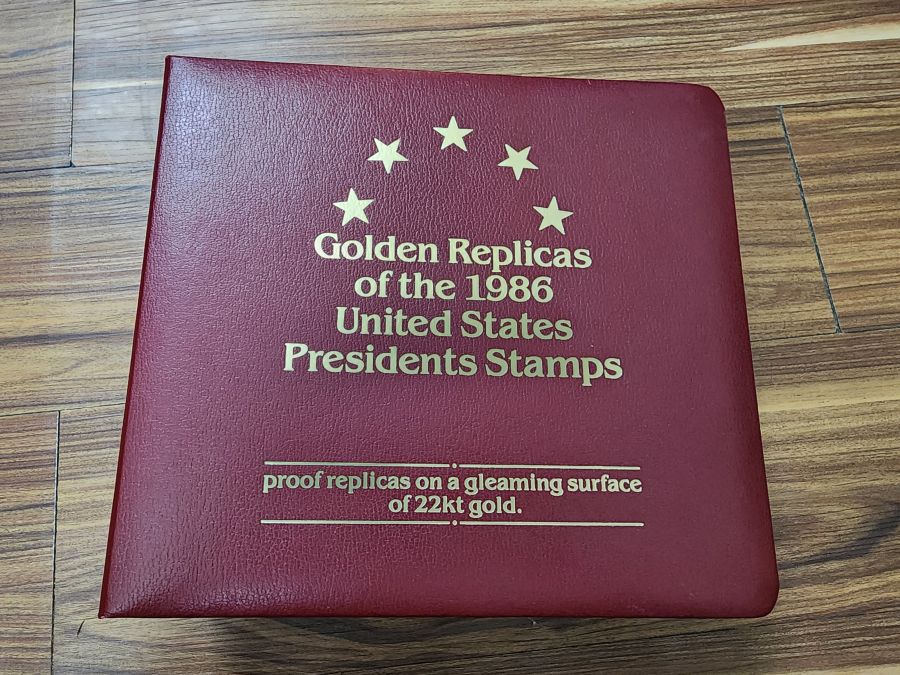 Golden Replicas
of the 1986
United States
Presidents Stamps
proof replicas on a gleaming surface
of 22kt gold.